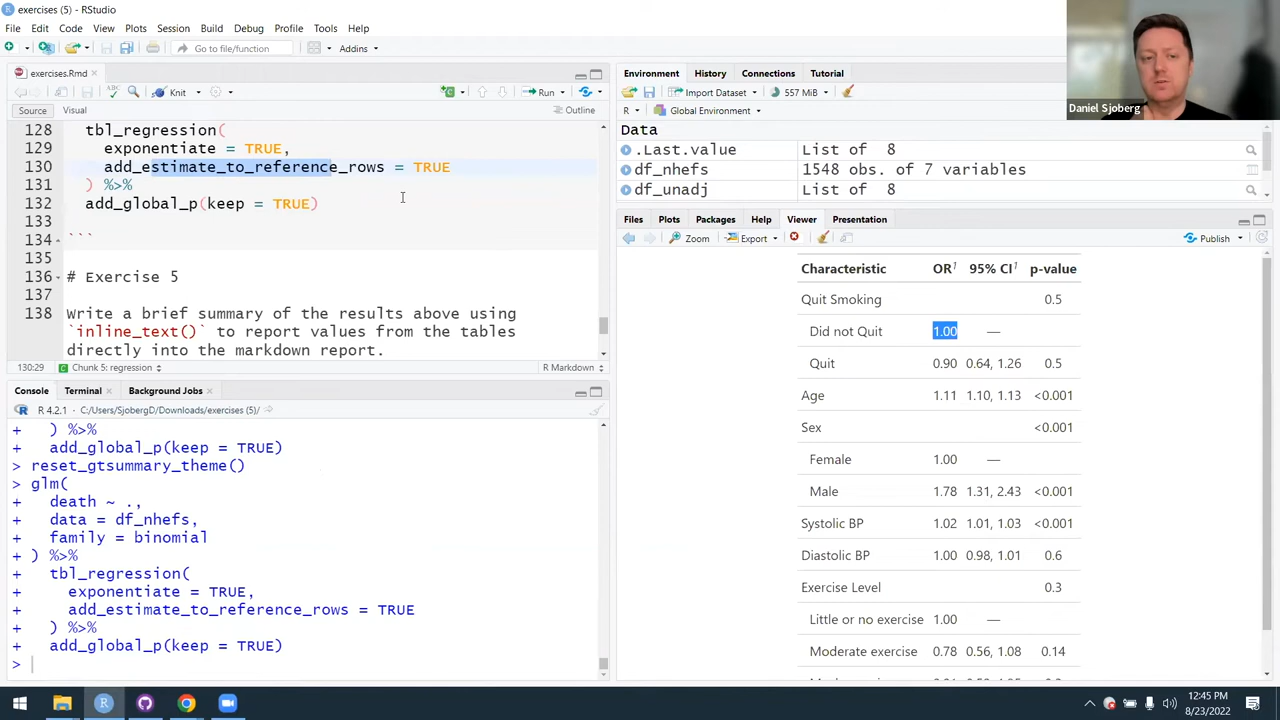 exercises (5) - RStudio
File Edit Code View Plots Session Build Debug Profile Tools Help
Go to file/function
Addins
exercises.Rmd
Knit
Run
Source Visual
Outline
128 tbl_regression(
129 exponentiate = TRUE,
130 add_estimate_to_reference_rows = TRUE
131 ) %>%
132 add_global_p(keep = TRUE)
133
134 ```
135
136 # Exercise 5
137
138 Write a brief summary of the results above using
`inline_text()` to report values from the tables
directly into the markdown report.
130:29 Chunk 5: regression R Markdown
Console Terminal Background Jobs
R 4.2.1 · C:/Users/SjobergD/Downloads/exercises (5)/
+ ) %>%
+ add_global_p(keep = TRUE)
> reset_gtsummary_theme()
> glm(
+ death ~ .,
+ data = df_nhefs,
+ family = binomial
+ ) %>%
+ tbl_regression(
+ exponentiate = TRUE,
+ add_estimate_to_reference_rows = TRUE
+ ) %>%
+ add_global_p(keep = TRUE)
>
Environment History Connections Tutorial
Import Dataset 557 MiB
R Global Environment
Data
.Last.value List of 8
df_nhefs 1548 obs. of 7 variables
df_unadj List of 8
Daniel Sjoberg
Files Plots Packages Help Viewer Presentation
Zoom Export Publish
Characteristic OR1 95% CI1 p-value
Quit Smoking 0.5
Did not Quit 1.00 —
Quit 0.90 0.64, 1.26 0.5
Age 1.11 1.10, 1.13 <0.001
Sex <0.001
Female 1.00 —
Male 1.78 1.31, 2.43 <0.001
Systolic BP 1.02 1.01, 1.03 <0.001
Diastolic BP 1.00 0.98, 1.01 0.6
Exercise Level 0.3
Little or no exercise 1.00 —
Moderate exercise 0.78 0.56, 1.08 0.14
12:45 PM
8/23/2022